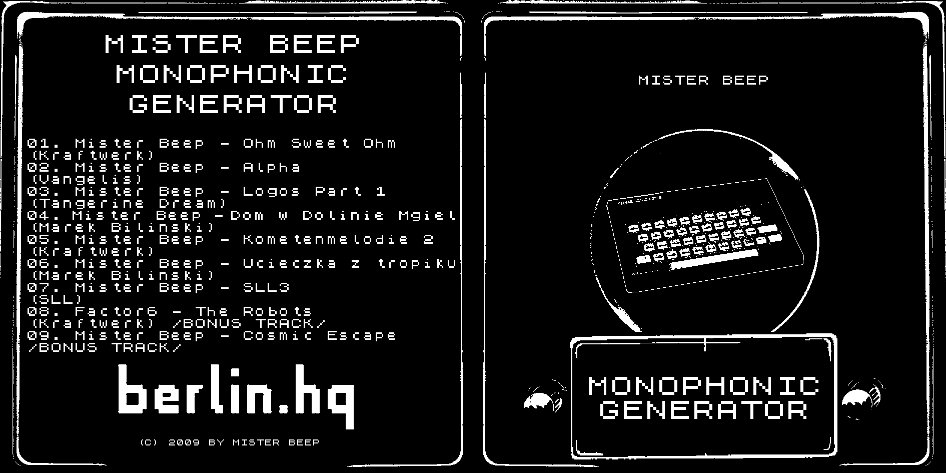 MISTER BEEP
MONOPHONIC
GENERATOR
01. Mister Beep - Ohm Sweet Ohm
(Kraftwerk)
02. Mister Beep - Alpha
(Vangelis)
03. Mister Beep - Logos Part 1
(Tangerine Dream)
04. Mister Beep -Dom w Dolinie Mgiel
(Marek Bilinski)
05. Mister Beep - Kometenmelodie 2
(Kraftwerk)
06. Mister Beep - Ucieczka z tropiku
(Marek Bilinski)
07. Mister Beep - SLL3
(SLL)
08. Factor6 - The Robots
(Kraftwerk) /BONUS TRACK/
09. Mister Beep - Cosmic Escape
/BONUS TRACK/
berlin.hq
(C) 2009 BY MISTER BEEP
MISTER BEEP
MONOPHONIC
GENERATOR